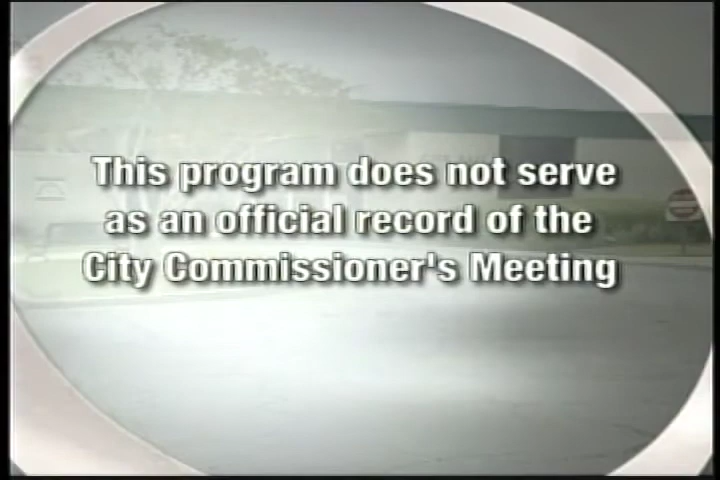 This program does not serve
as an official record of the
City Commissioner's Meeting